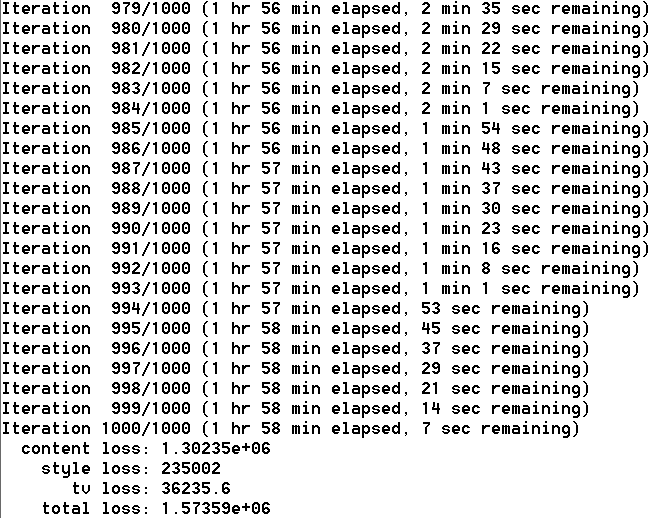 Iteration 979/1000 (1 hr 56 min elapsed, 2 min 35 sec remaining)
Iteration 980/1000 (1 hr 56 min elapsed, 2 min 29 sec remaining)
Iteration 981/1000 (1 hr 56 min elapsed, 2 min 22 sec remaining)
Iteration 982/1000 (1 hr 56 min elapsed, 2 min 15 sec remaining)
Iteration 983/1000 (1 hr 56 min elapsed, 2 min 7 sec remaining)
Iteration 984/1000 (1 hr 56 min elapsed, 2 min 1 sec remaining)
Iteration 985/1000 (1 hr 56 min elapsed, 1 min 54 sec remaining)
Iteration 986/1000 (1 hr 56 min elapsed, 1 min 48 sec remaining)
Iteration 987/1000 (1 hr 57 min elapsed, 1 min 43 sec remaining)
Iteration 988/1000 (1 hr 57 min elapsed, 1 min 37 sec remaining)
Iteration 989/1000 (1 hr 57 min elapsed, 1 min 30 sec remaining)
Iteration 990/1000 (1 hr 57 min elapsed, 1 min 23 sec remaining)
Iteration 991/1000 (1 hr 57 min elapsed, 1 min 16 sec remaining)
Iteration 992/1000 (1 hr 57 min elapsed, 1 min 8 sec remaining)
Iteration 993/1000 (1 hr 57 min elapsed, 1 min 1 sec remaining)
Iteration 994/1000 (1 hr 57 min elapsed, 53 sec remaining)
Iteration 995/1000 (1 hr 58 min elapsed, 45 sec remaining)
Iteration 996/1000 (1 hr 58 min elapsed, 37 sec remaining)
Iteration 997/1000 (1 hr 58 min elapsed, 29 sec remaining)
Iteration 998/1000 (1 hr 58 min elapsed, 21 sec remaining)
Iteration 999/1000 (1 hr 58 min elapsed, 14 sec remaining)
Iteration 1000/1000 (1 hr 58 min elapsed, 7 sec remaining)
content loss: 1.30235e+06
style loss: 235002
tv loss: 36235.6
total loss: 1.57359e+06